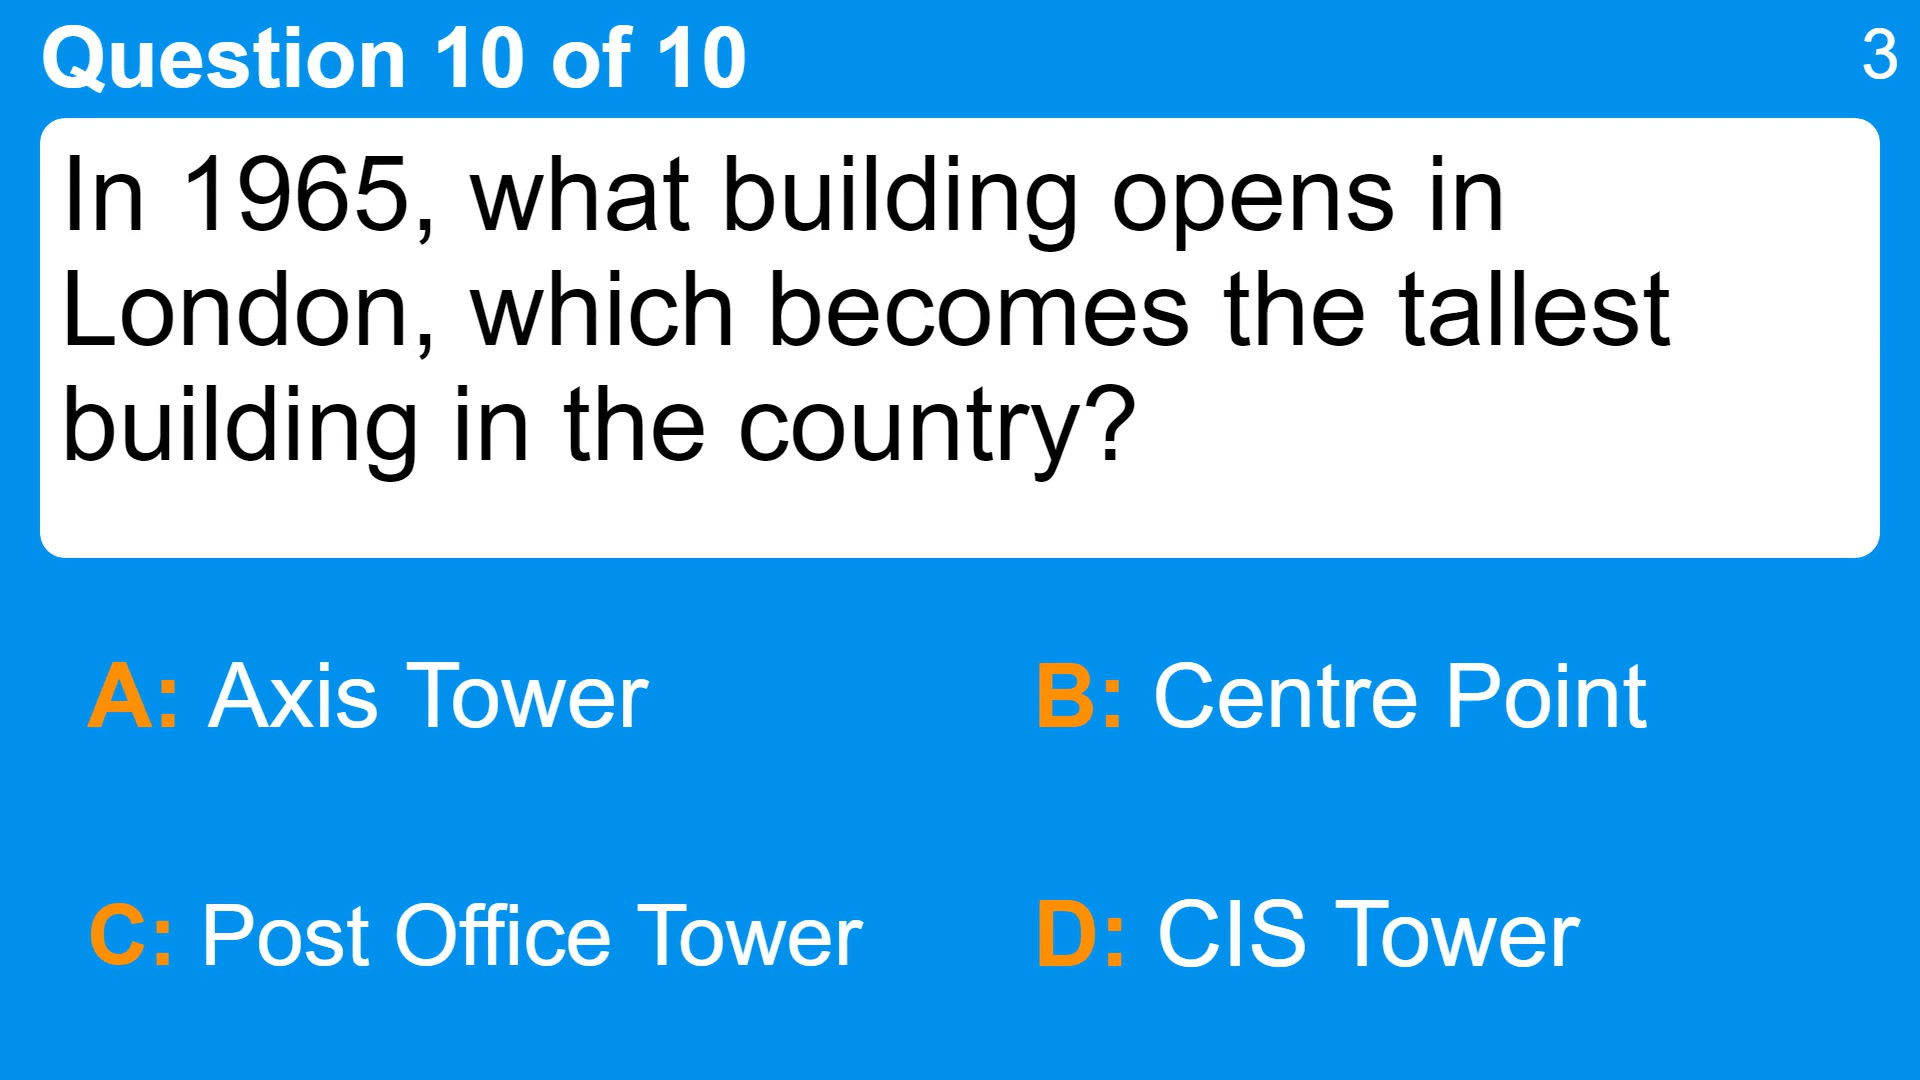 Question 10 of 10
3
In 1965, what building opens in
London, which becomes the tallest
building in the country?
A: Axis Tower
B: Centre Point
C: Post Office Tower
D: CIS Tower